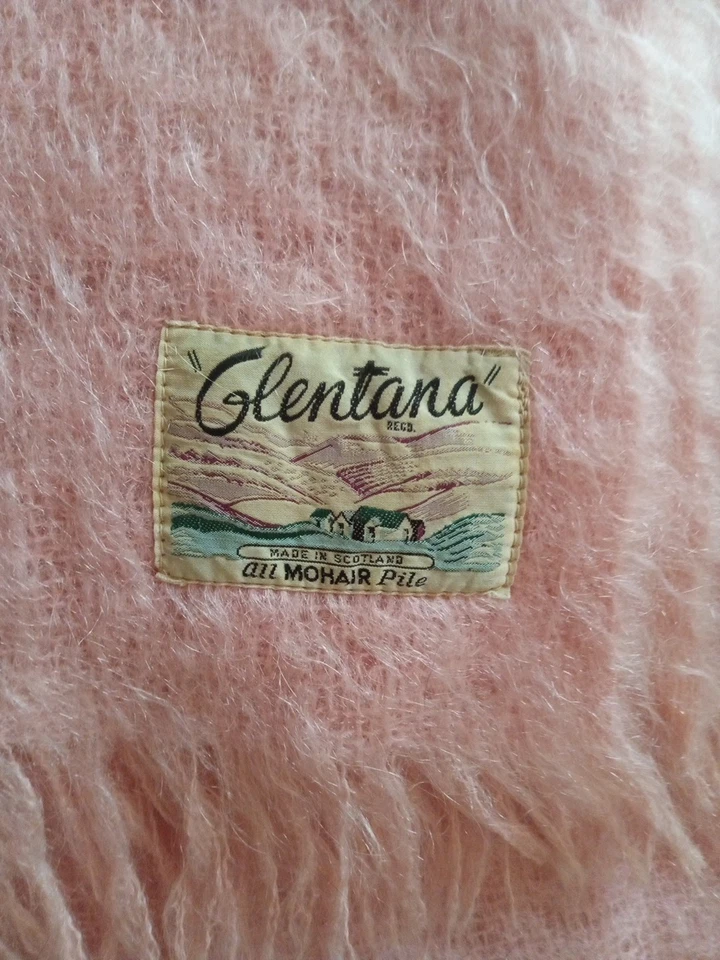 "Glentana"
REGD.
MADE IN SCOTLAND
all MOHAIR Pile